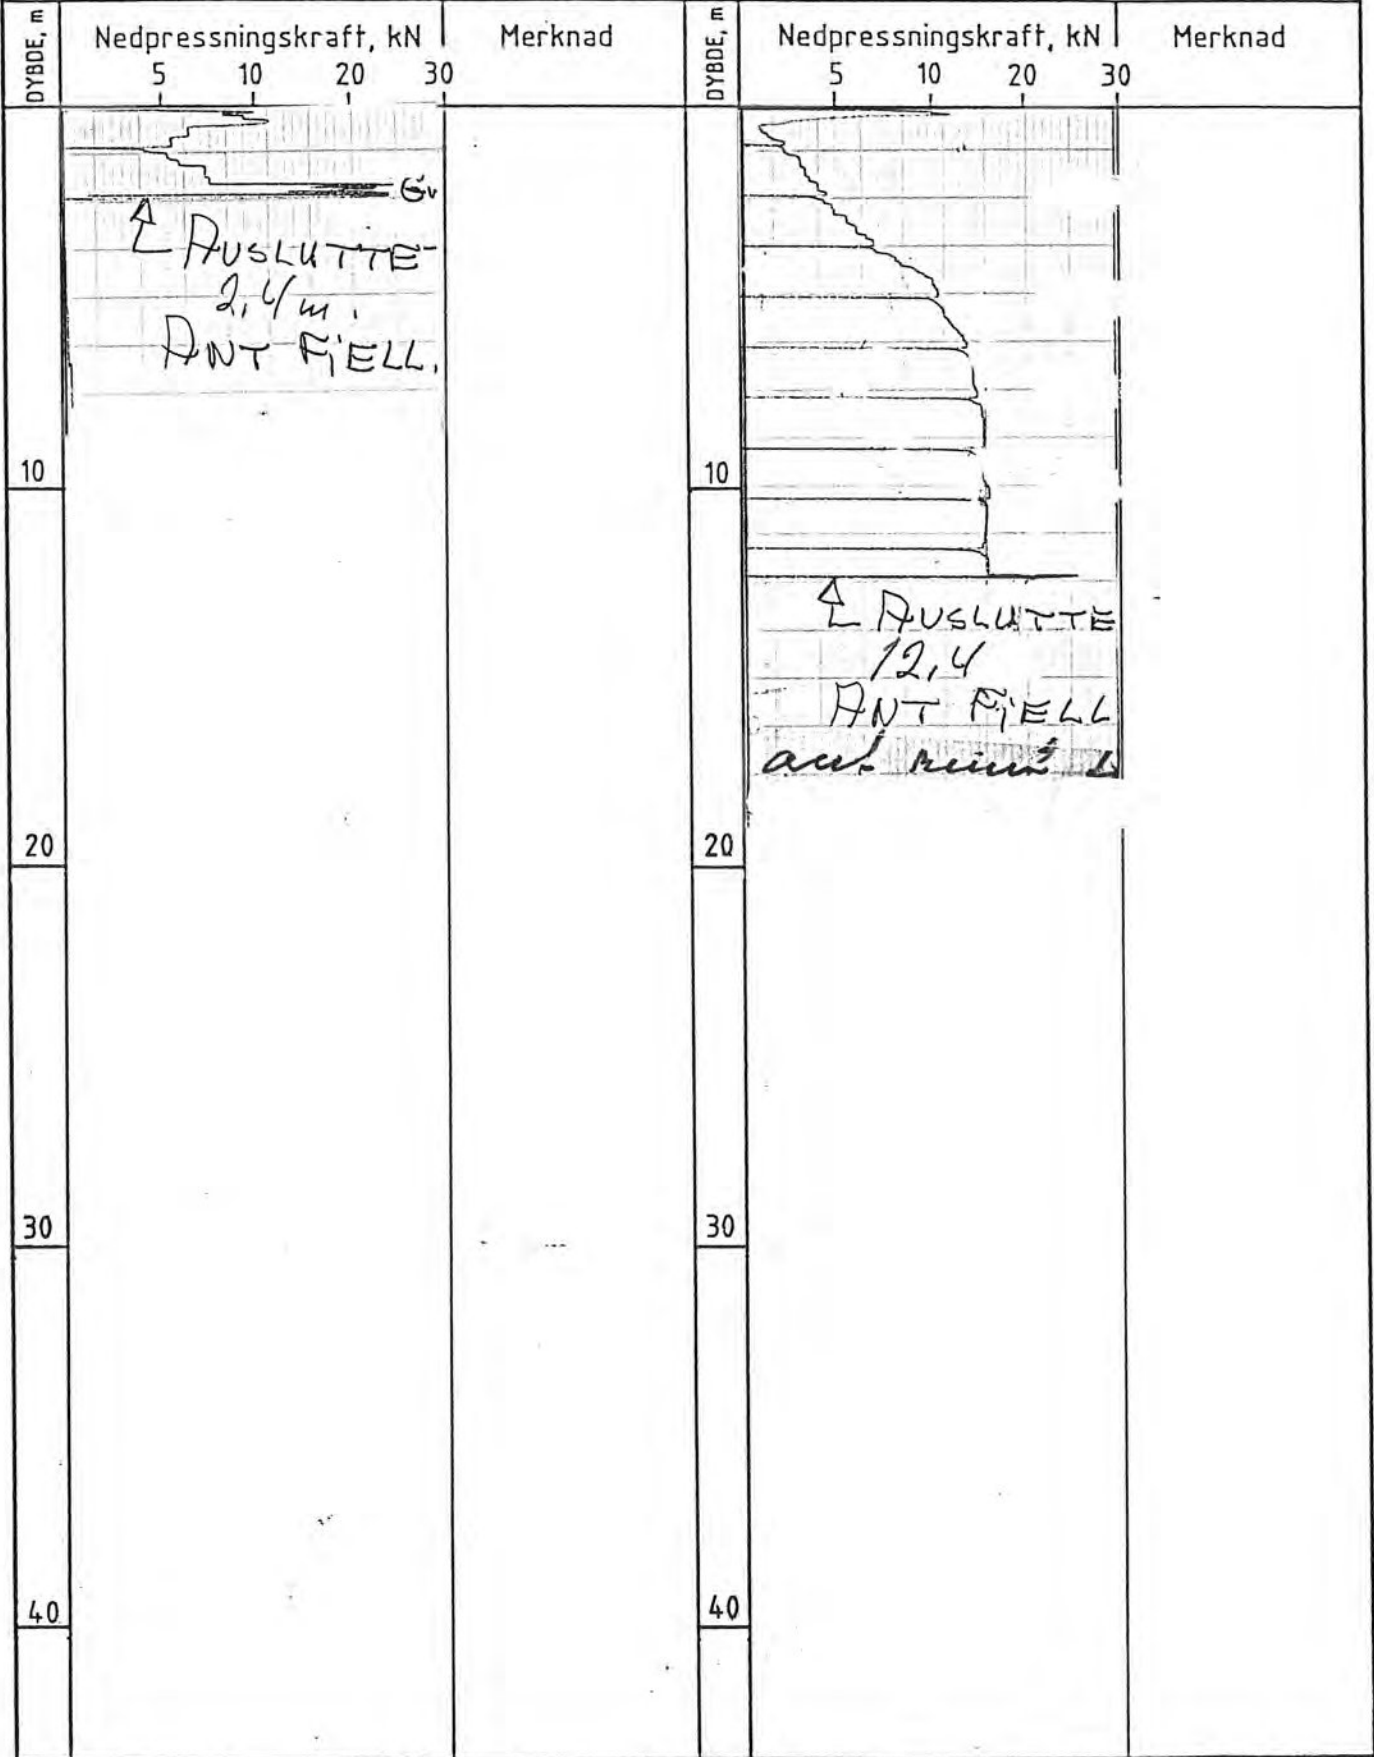 DYBDE, m
Nedpressningskraft, kN
Merknad
5 10 20 30
AVSLUTTE
2,4 m.
ANT FJELL.
10
20
30
40
DYBDE, m
Nedpressningskraft, kN
Merknad
5 10 20 30
10
AVSLUTTE
12,4
ANT FJELL
20
30
40